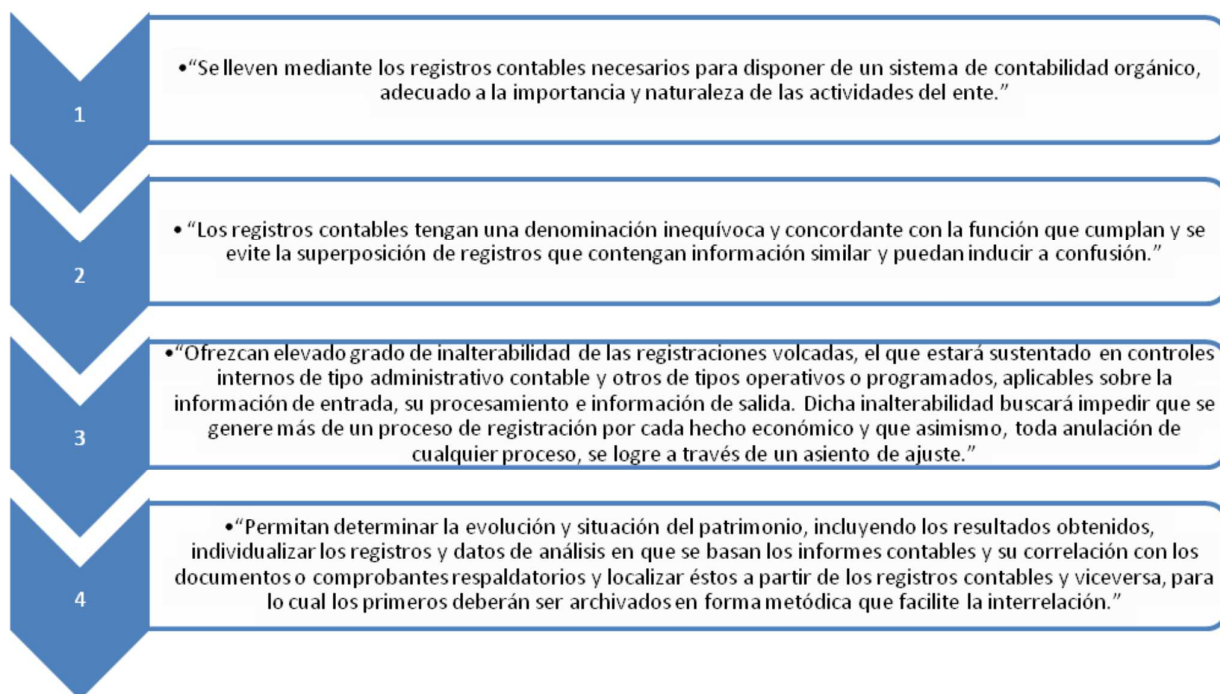 1
•“Se lleven mediante los registros contables necesarios para disponer de un sistema de contabilidad orgánico,
adecuado a la importancia y naturaleza de las actividades del ente.”
2
• “Los registros contables tengan una denominación inequívoca y concordante con la función que cumplan y se
evite la superposición de registros que contengan información similar y puedan inducir a confusión.”
3
•“Ofrezcan elevado grado de inalterabilidad de las registraciones volcadas, el que estará sustentado en controles
internos de tipo administrativo contable y otros de tipos operativos o programados, aplicables sobre la
información de entrada, su procesamiento e información de salida. Dicha inalterabilidad buscará impedir que se
genere más de un proceso de registración por cada hecho económico y que asimismo, toda anulación de
cualquier proceso, se logre a través de un asiento de ajuste.”
4
•“Permitan determinar la evolución y situación del patrimonio, incluyendo los resultados obtenidos,
individualizar los registros y datos de análisis en que se basan los informes contables y su correlación con los
documentos o comprobantes respaldatorios y localizar éstos a partir de los registros contables y viceversa, para
lo cual los primeros deberán ser archivados en forma metódica que facilite la interrelación.”